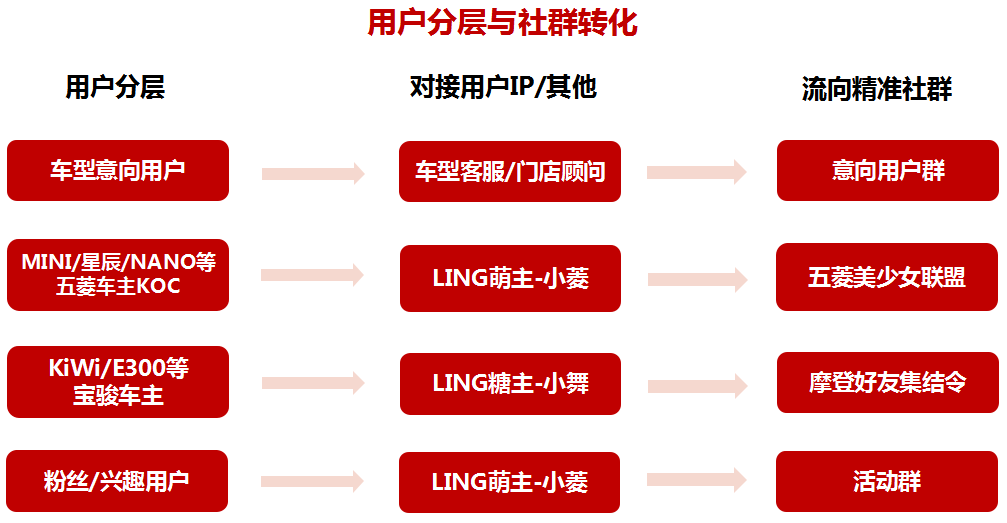 用户分层与社群转化
用户分层
对接用户IP/其他
流向精准社群
车型意向用户
车型客服/门店顾问
意向用户群
MINI/星辰/NANO等
五菱车主KOC
LING萌主-小菱
五菱美少女联盟
KiWi/E300等
宝骏车主
LING糖主-小舞
摩登好友集结令
粉丝/兴趣用户
LING萌主-小菱
活动群